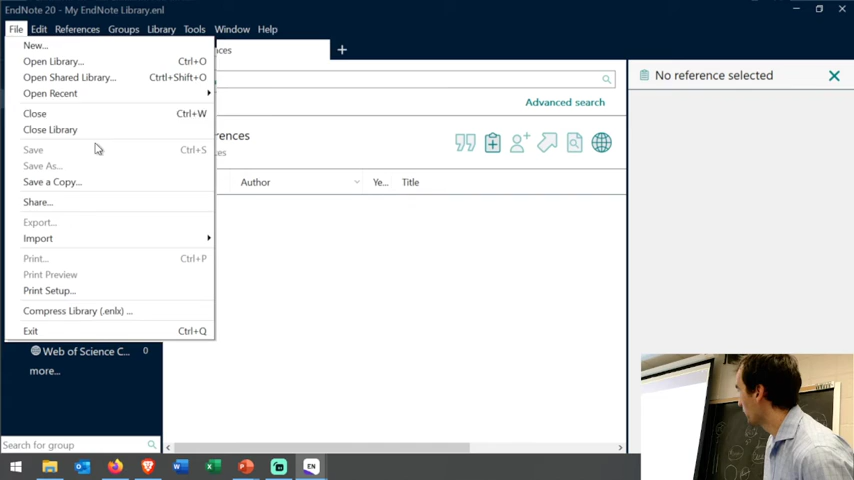 EndNote 20 - My EndNote Library.enl
File Edit References Groups Library Tools Window Help
New...
Open Library... Ctrl+O
Open Shared Library... Ctrtl+Shift+O
Open Recent
Close Ctrl+W
Close Library
Save Ctrl+S
Save As...
Save a Copy...
Share...
Export...
Import
Print... Ctrl+P
Print Preview
Print Setup...
Compress Library (.enlx) ...
Exit Ctrl+Q
Advanced search
Author Ye... Title
Web of Science C... 0
more...
Search for group
No reference selected
EN